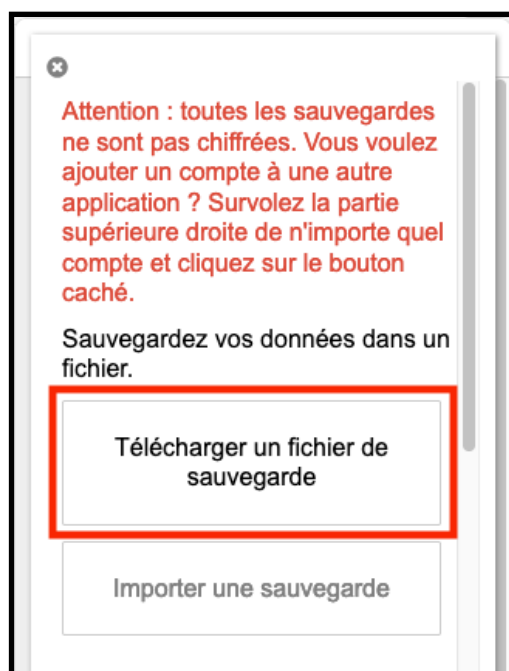 Attention : toutes les sauvegardes
ne sont pas chiffrées. Vous voulez
ajouter un compte à une autre
application ? Survolez la partie
supérieure droite de n'importe quel
compte et cliquez sur le bouton
caché.
Sauvegardez vos données dans un
fichier.
Télécharger un fichier de
sauvegarde
Importer une sauvegarde